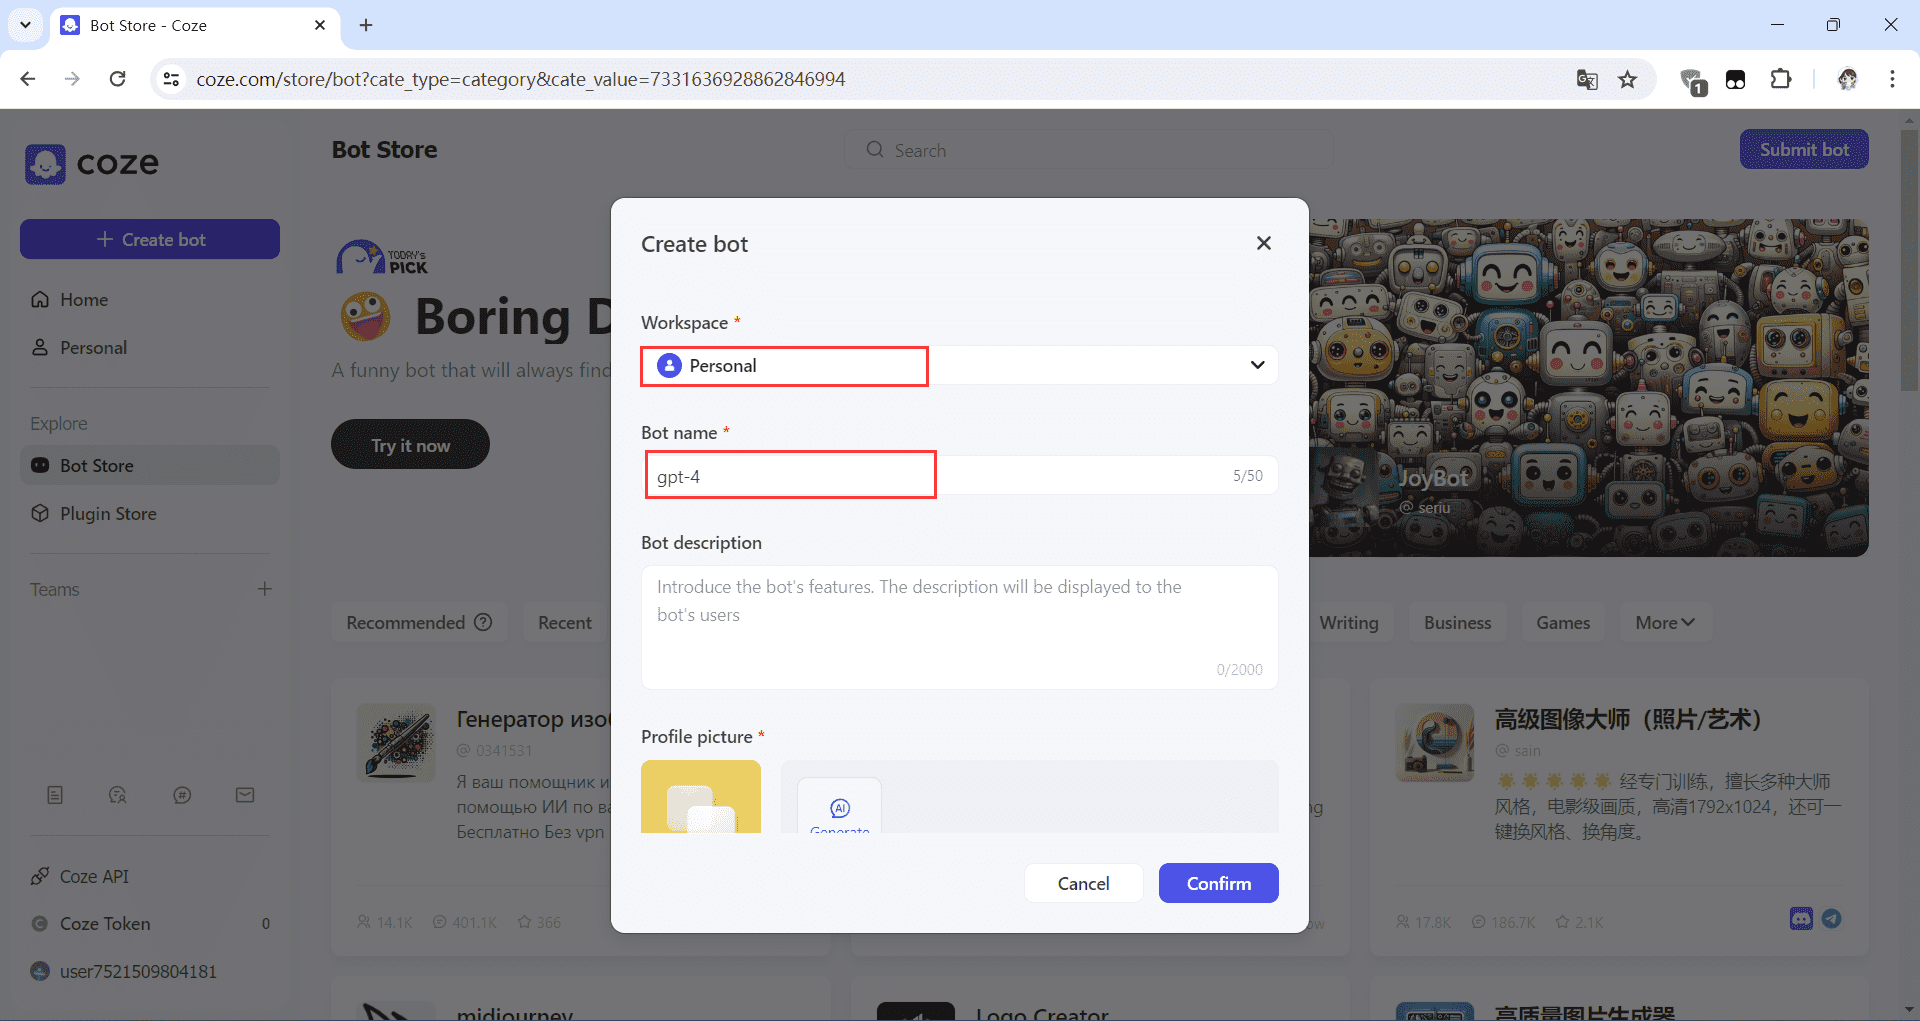 Bot Store - Coze
coze.com/store/bot?cate_type=category&cate_value=7331636928862846994
1
coze
Bot Store
Search
Submit bot
Create bot
Home
Personal
Explore
Bot Store
Plugin Store
Teams
Coze API
Coze Token 0
user7521509804181
TODAY's
PICK
Boring
A funny bot that will always find
Try it now
JoyBot
@ seriu
Recommended
Recent
Writing
Business
Games
More
Create bot
Workspace *
Personal
Bot name *
gpt-4
5/50
Bot description
Introduce the bot's features. The description will be displayed to the
bot's users
0/2000
Profile picture *
AI
Generate
Cancel
Confirm
Генератор изо
@ 0341531
Я ваш помощник и
помощью ИИ по ва
Бесплатно Без vpn
14.1K 401.1K 366
ng
ow
高级图像大师（照片/艺术）
@ sain
经专门训练，擅长多种大师
风格，电影级画质，高清1792x1024，还可一
键换风格、换角度。
17.8K 186.7K 2.1K
midjourney
Logo Creator
高质量图片生成器